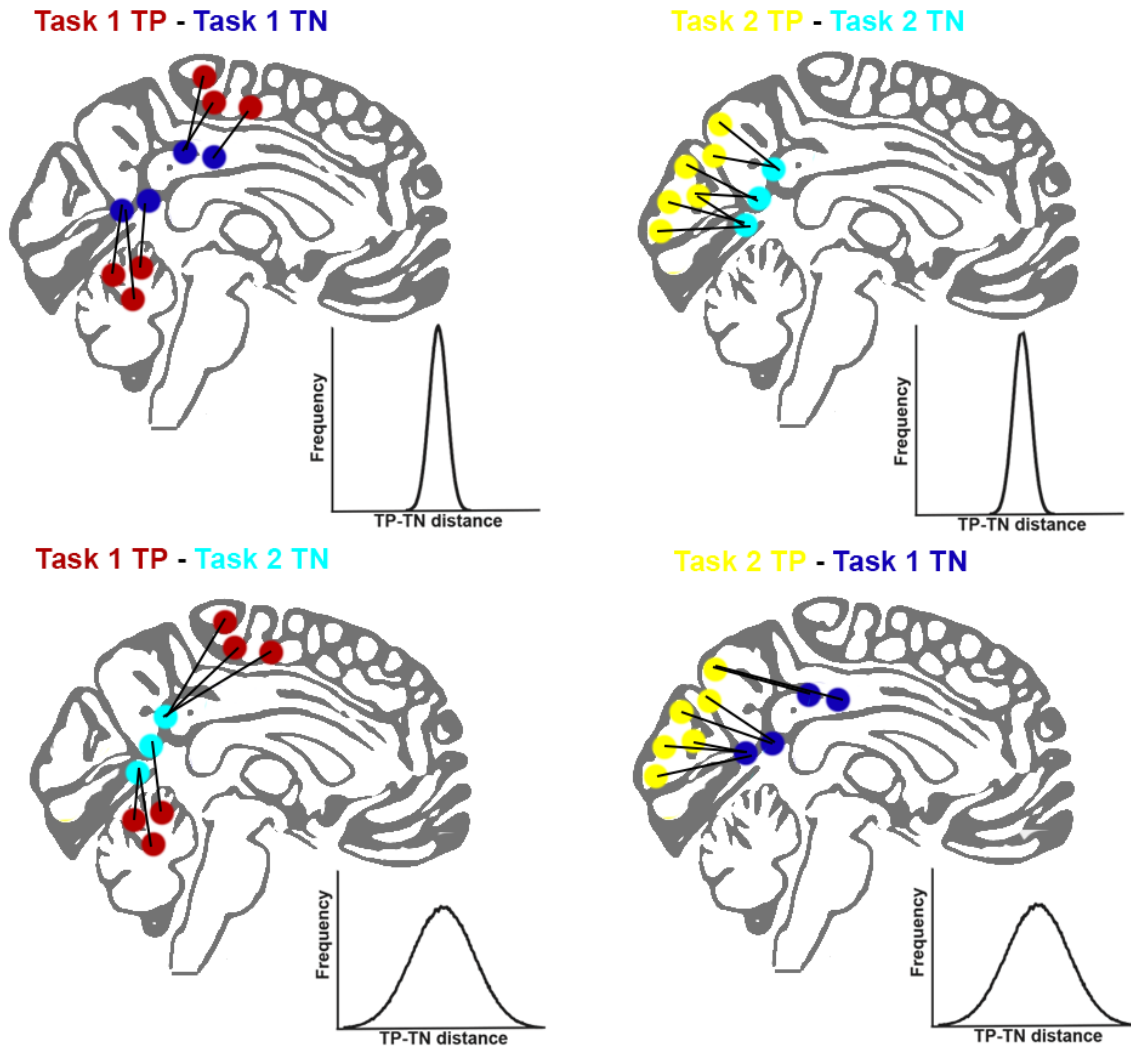 Task 1 TP - Task 1 TN
Task 2 TP - Task 2 TN
Frequency
TP-TN distance
Frequency
TP-TN distance
Task 1 TP - Task 2 TN
Task 2 TP - Task 1 TN
Frequency
TP-TN distance
Frequency
TP-TN distance